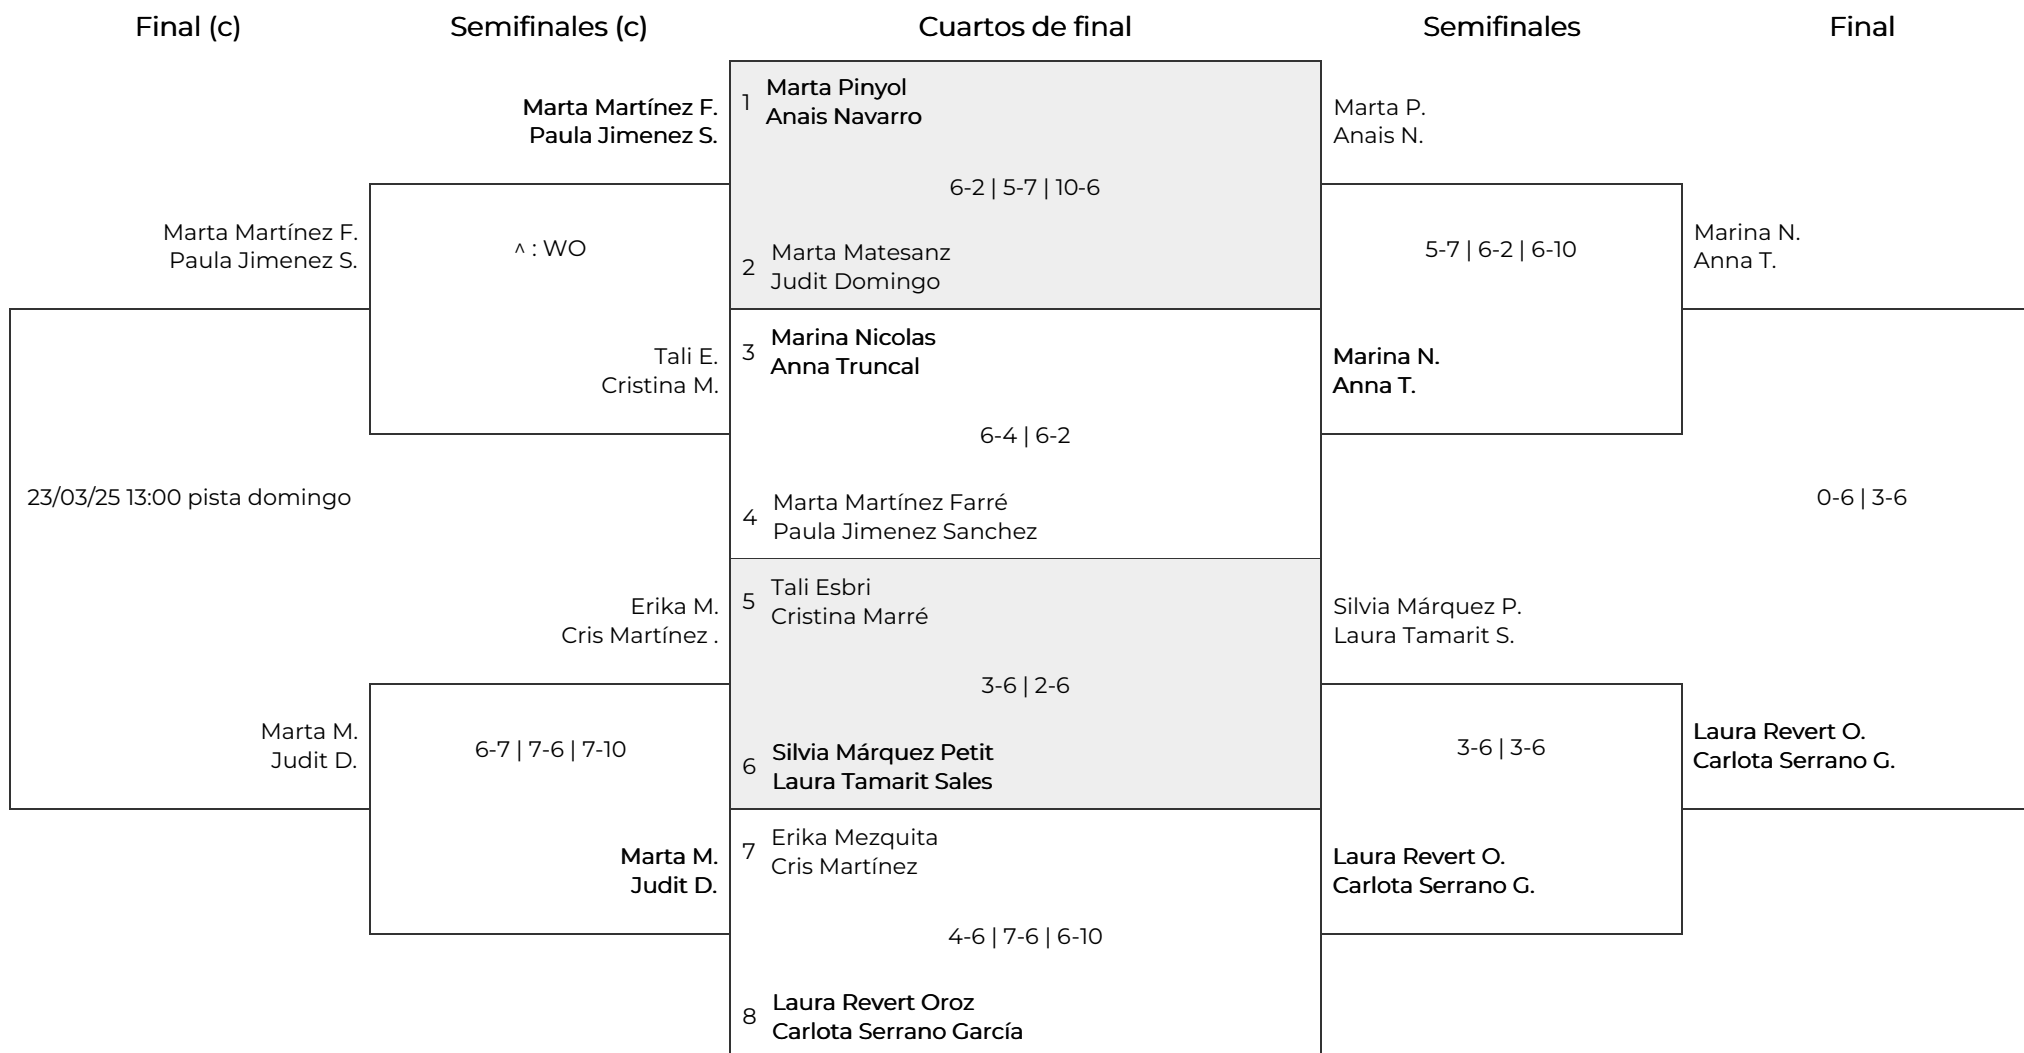 Final (c)
Semifinales (c)
Cuartos de final
Semifinales
Final
Marta Martínez F.
Paula Jimenez S.
^ : WO
Tali E.
Cristina M.
Marta Martínez F.
Paula Jimenez S.
23/03/25 13:00 pista domingo
Erika M.
Cris Martínez .
6-7 | 7-6 | 7-10
Marta M.
Judit D.
Marta M.
Judit D.
1
Marta Pinyol
Anais Navarro
6-2 | 5-7 | 10-6
2
Marta Matesanz
Judit Domingo
3
Marina Nicolas
Anna Truncal
6-4 | 6-2
4
Marta Martínez Farré
Paula Jimenez Sanchez
5
Tali Esbri
Cristina Marré
3-6 | 2-6
6
Silvia Márquez Petit
Laura Tamarit Sales
7
Erika Mezquita
Cris Martínez
4-6 | 7-6 | 6-10
8
Laura Revert Oroz
Carlota Serrano García
Marta P.
Anais N.
5-7 | 6-2 | 6-10
Marina N.
Anna T.
Silvia Márquez P.
Laura Tamarit S.
3-6 | 3-6
Laura Revert O.
Carlota Serrano G.
Marina N.
Anna T.
0-6 | 3-6
Laura Revert O.
Carlota Serrano G.